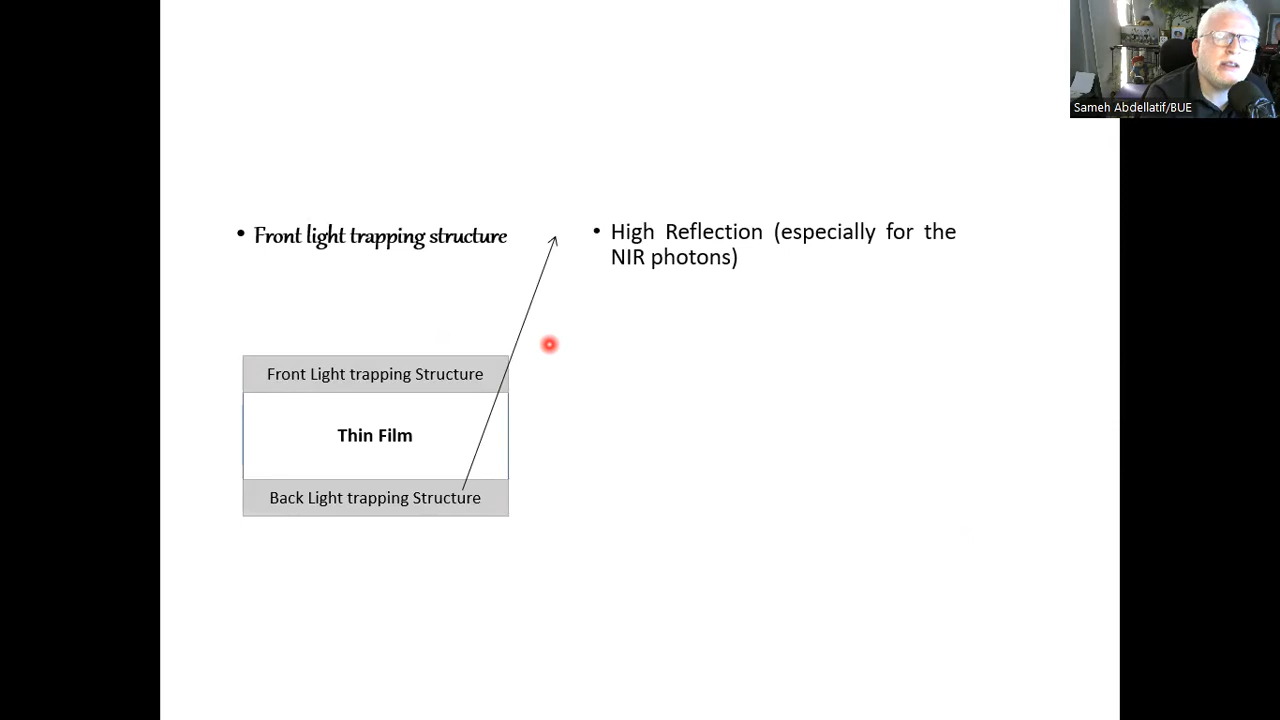 Sameh Abdellatif/BUE
• Front light trapping structure
• High Reflection (especially for the
NIR photons)
Front Light trapping Structure
Thin Film
Back Light trapping Structure